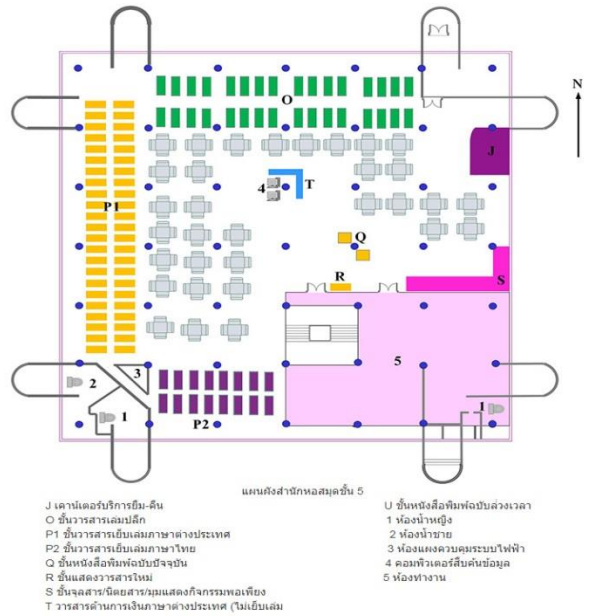 N
O
J
4
T
P1
Q
R
S
5
2
3
1
1
P2
แผนผังสำนักหอสมุดชั้น 5
J เคาน์เตอร์บริการยืม-คืน
O ชั้นวารสารเล่มปลีก
P1 ชั้นวารสารเย็บเล่มภาษาต่างประเทศ
P2 ชั้นวารสารเย็บเล่มภาษาไทย
Q ชั้นหนังสือพิมพ์ฉบับปัจจุบัน
R ชั้นแสดงวารสารใหม่
S ชั้นจุลสาร/นิตยสาร/มุมแสดงกิจกรรมพอเพียง
T วารสารด้านการเงินภาษาต่างประเทศ (ไม่เย็บเล่ม
U ชั้นหนังสือพิมพ์ฉบับล่วงเวลา
1 ห้องน้ำหญิง
2 ห้องน้ำชาย
3 ห้องแผงควบคุมระบบไฟฟ้า
4 คอมพิวเตอร์สืบค้นข้อมูล
5 ห้องทำงาน